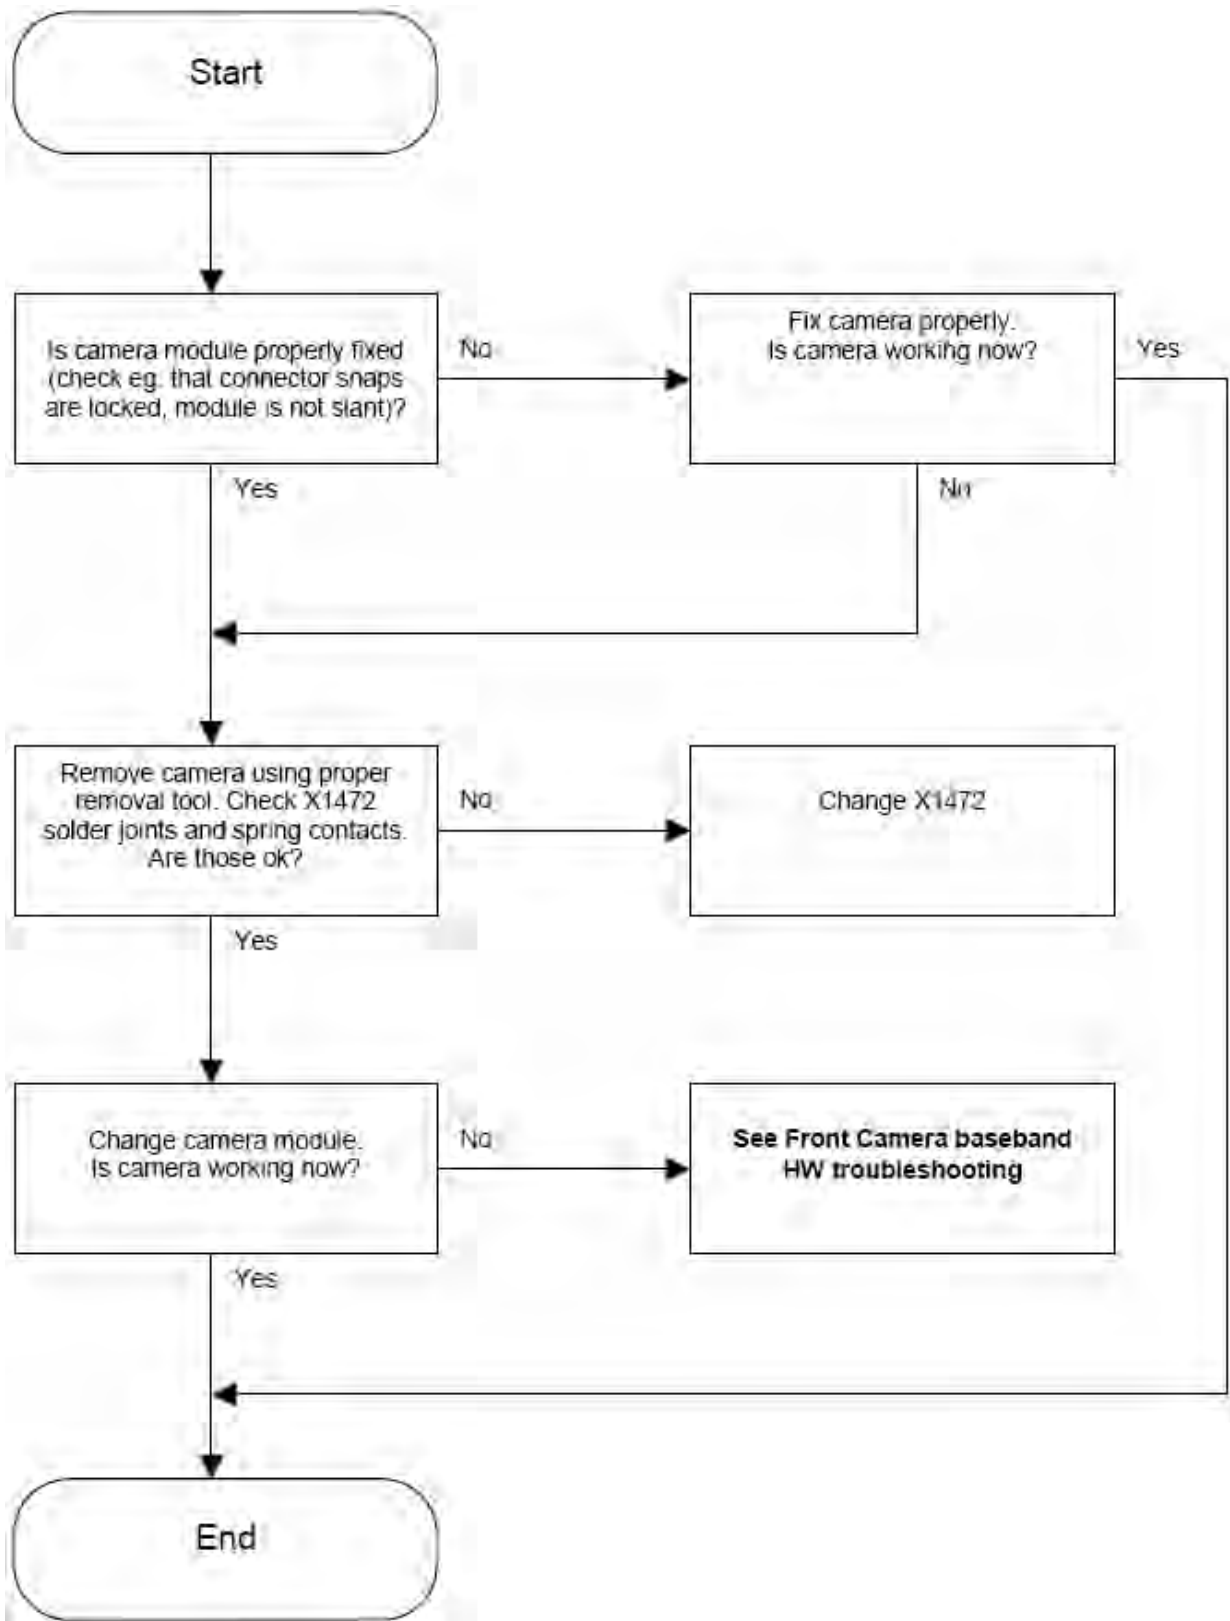 Start
Is camera module properly fixed
(check eg. that connector snaps
are locked, module is not slant)?
No
Fix camera properly.
Is camera working now?
Yes
Yes
No
Remove camera using proper
removal tool. Check X1472
solder joints and spring contacts.
Are those ok?
No
Change X1472
Yes
Change camera module.
Is camera working now?
No
See Front Camera baseband
HW troubleshooting
Yes
End